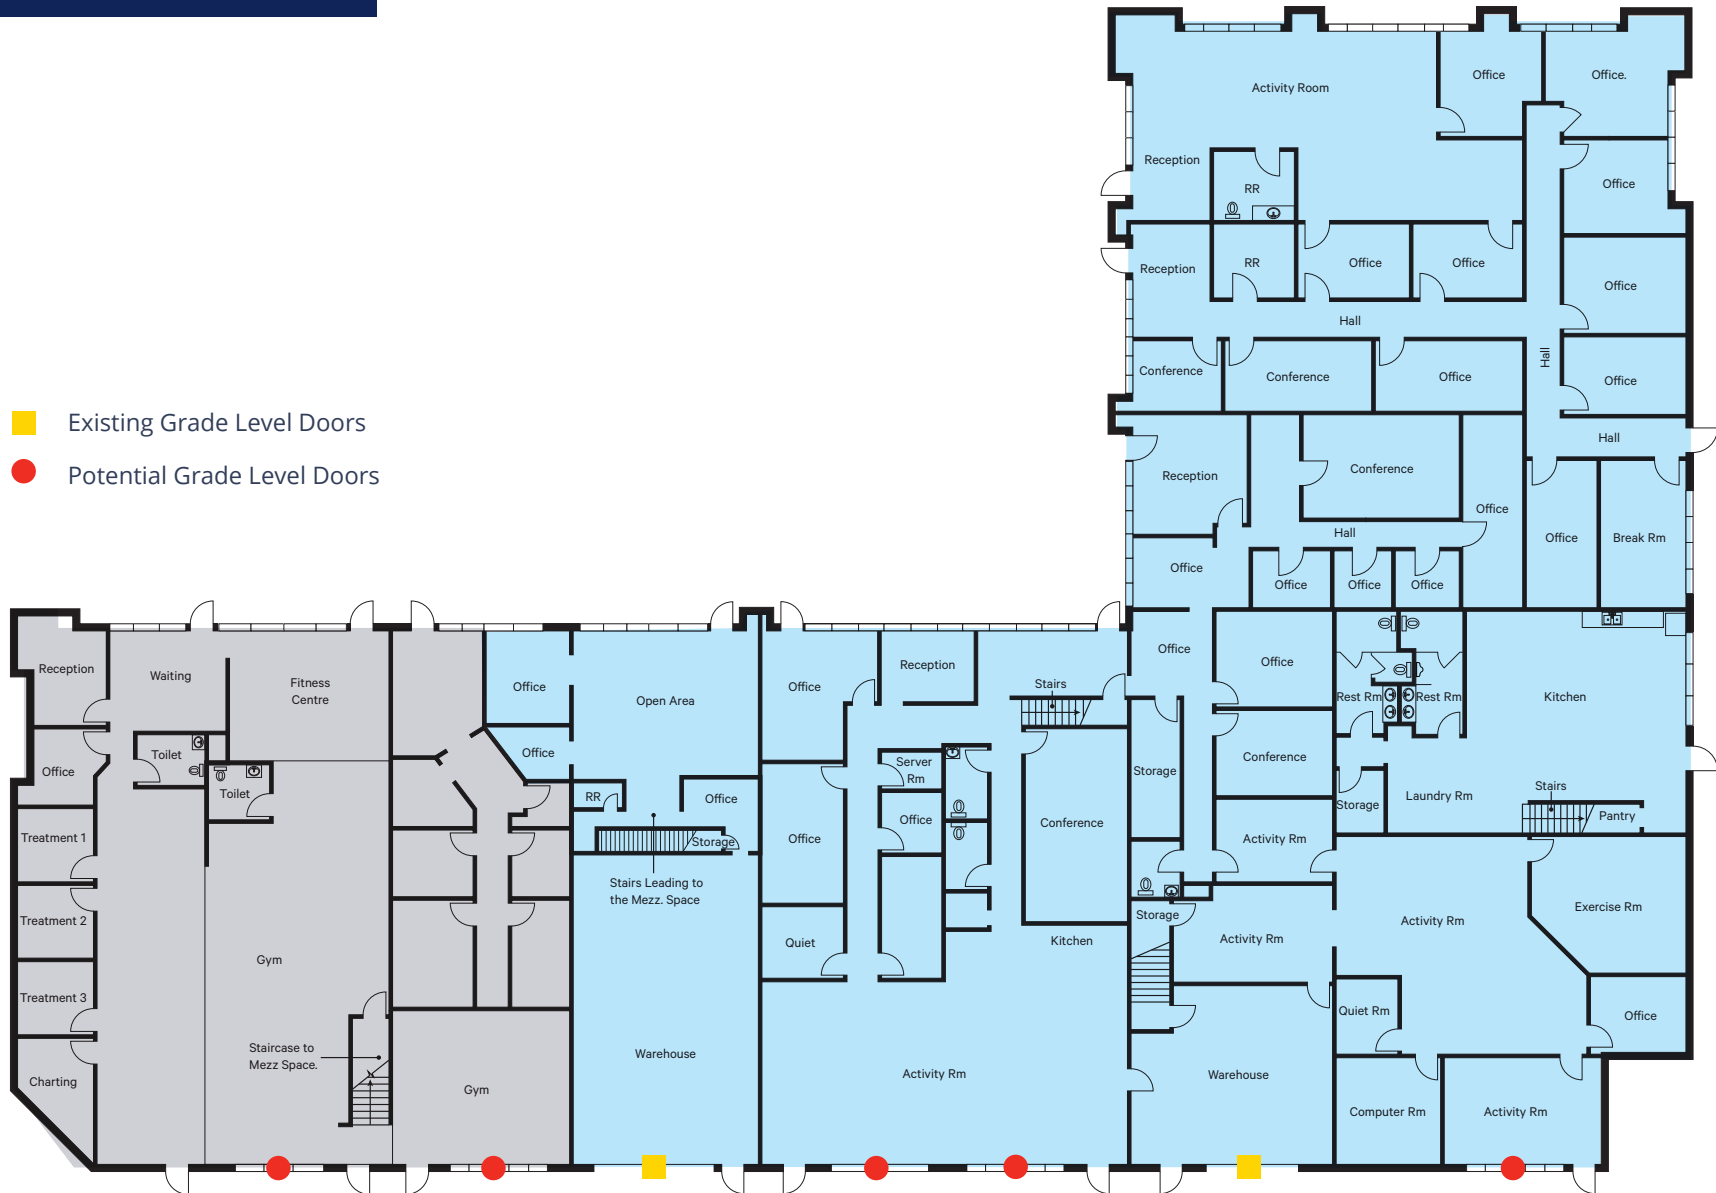 Activity Room
Office
Office.
Reception
RR
Office
Reception
RR
Office
Office
Office
Hall
Hall
Conference
Conference
Office
Office
Existing Grade Level Doors
Potential Grade Level Doors
Hall
Reception
Conference
Office
Hall
Office
Break Rm
Office
Office
Office
Office
Reception
Waiting
Fitness
Centre
Office
Open Area
Office
Reception
Stairs
Office
Office
Rest Rm
Rest Rm
Kitchen
Toilet
Office
Office
Toilet
RR
Office
Storage
Server
Rm
Office
Office
Conference
Storage
Conference
Activity Rm
Storage
Laundry Rm
Stairs
Pantry
Treatment 1
Stairs Leading to
the Mezz. Space
Treatment 2
Quiet
Kitchen
Storage
Activity Rm
Activity Rm
Exercise Rm
Gym
Treatment 3
Quiet Rm
Office
Staircase to
Mezz Space.
Charting
Gym
Warehouse
Activity Rm
Warehouse
Computer Rm
Activity Rm